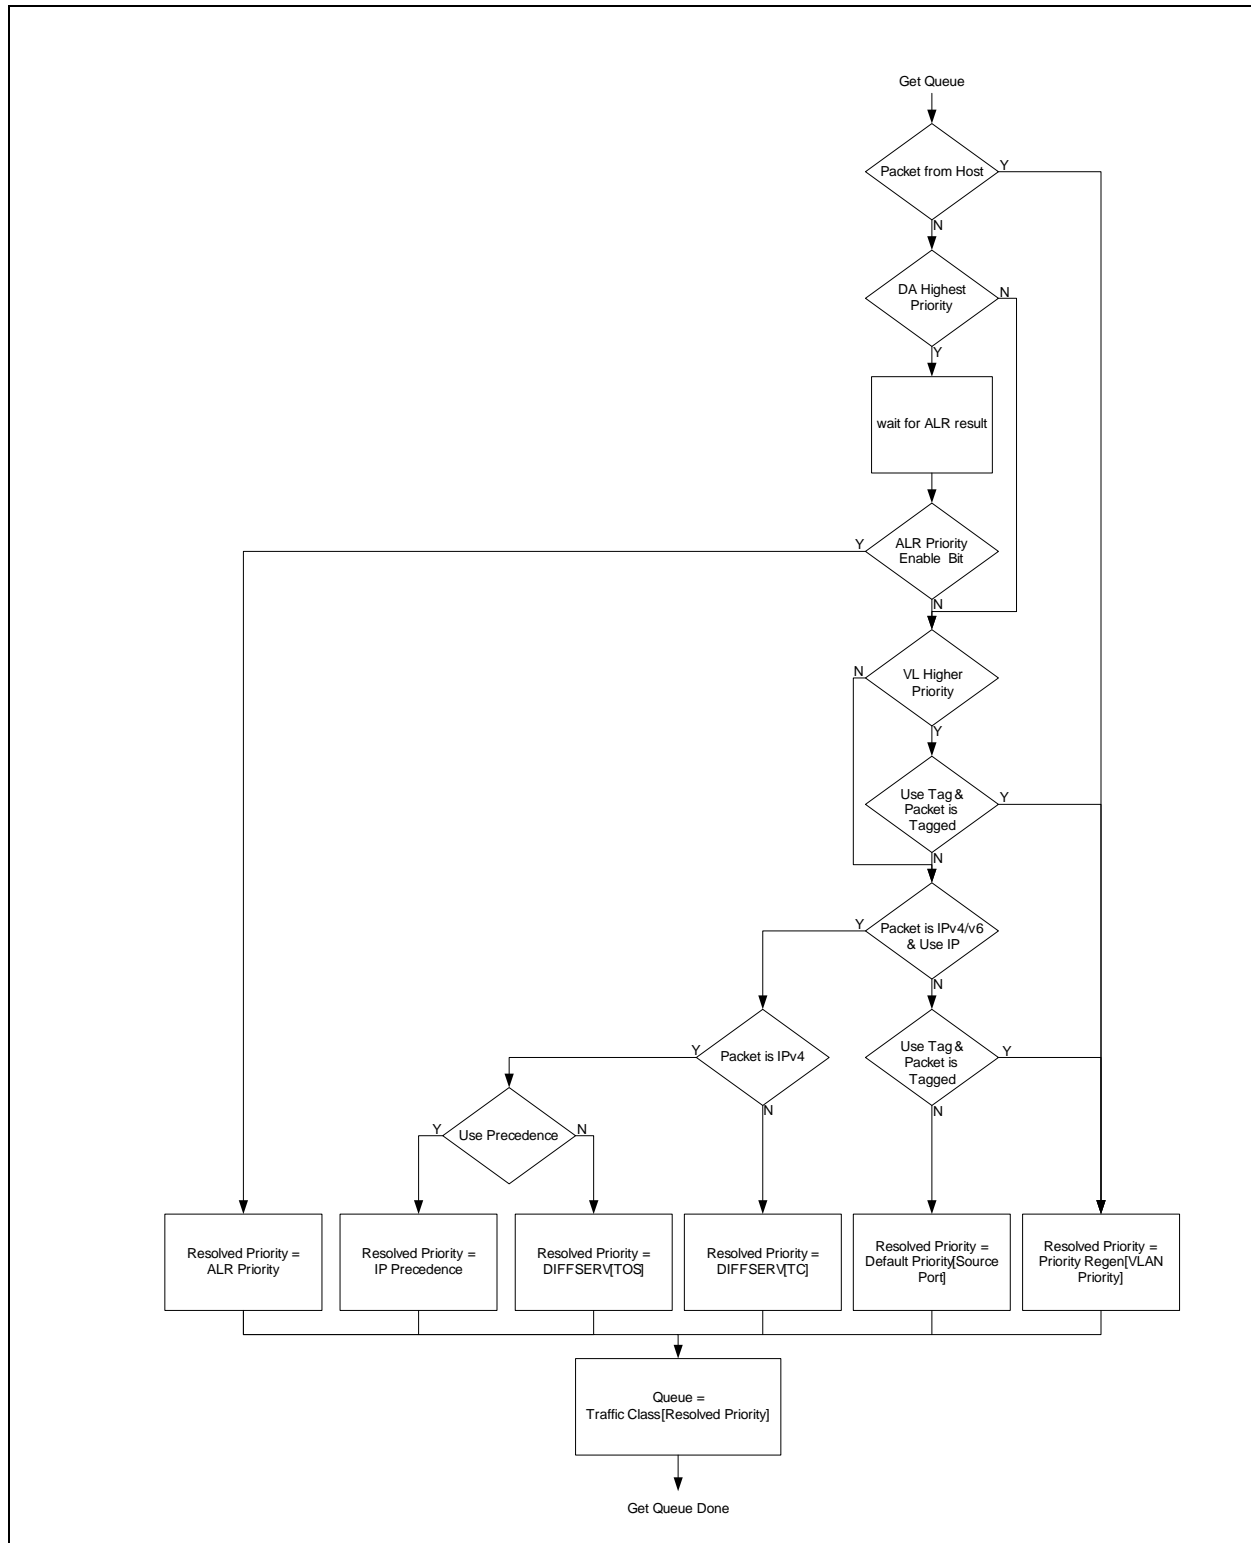 Get Queue
Packet from Host
Y
N
DA Highest
Priority
N
Y
wait for ALR result
Y
ALR Priority
Enable Bit
N
N
VL Higher
Priority
Y
Use Tag &
Packet is
Tagged
Y
N
Y
Packet is IPv4/v6
& Use IP
N
Y
Packet is IPv4
N
Use Tag &
Packet is
Tagged
Y
N
Y
Use Precedence
N
Resolved Priority =
ALR Priority
Resolved Priority =
IP Precedence
Resolved Priority =
DIFFSERV[TOS]
Resolved Priority =
DIFFSERV[TC]
Resolved Priority =
Default Priority[Source
Port]
Resolved Priority =
Priority Regen[VLAN
Priority]
Queue =
Traffic Class[Resolved Priority]
Get Queue Done